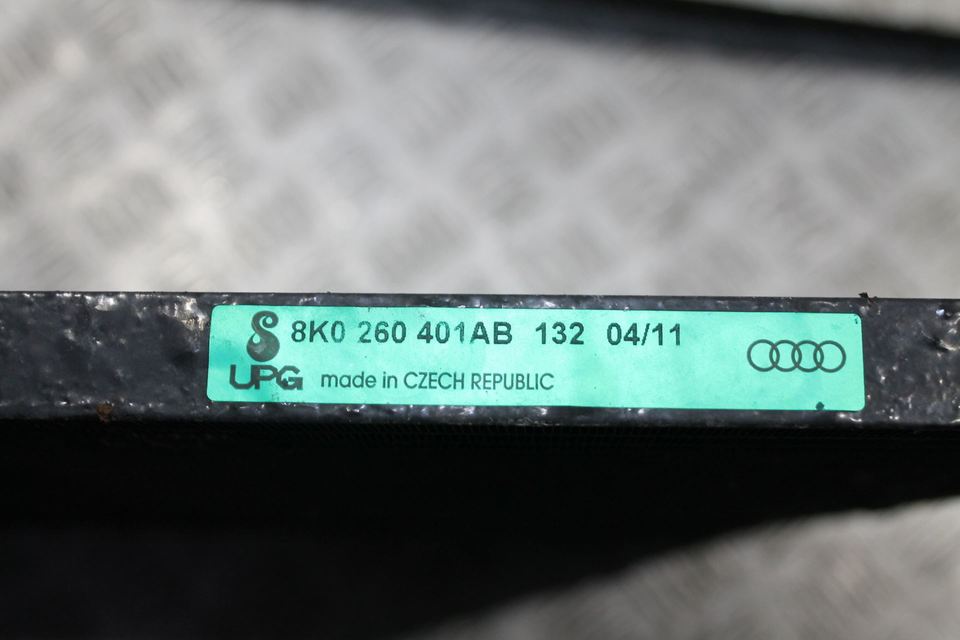 8K0 260 401AB 132 04/11
UPG made in CZECH REPUBLIC